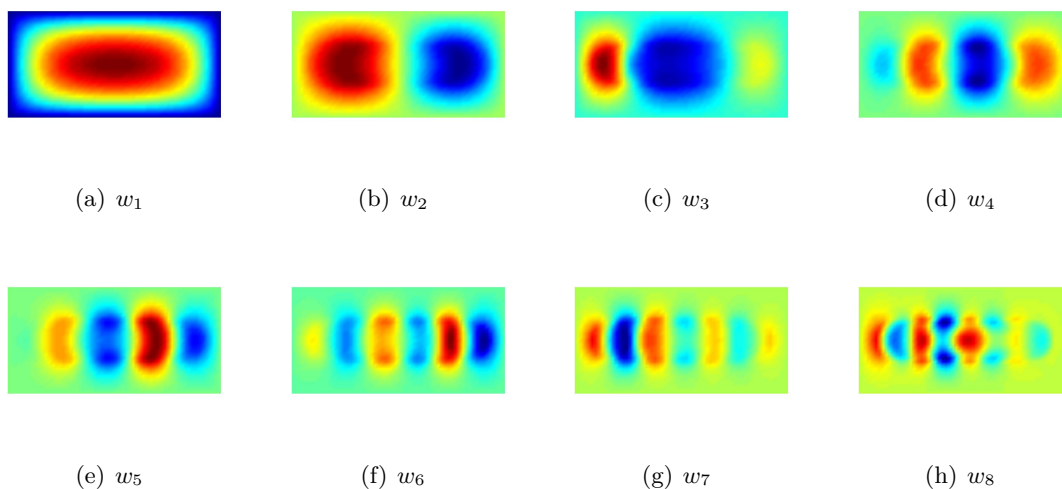 (a) w₁ (b) w₂ (c) w₃ (d) w₄
(e) w₅ (f) w₆ (g) w₇ (h) w₈